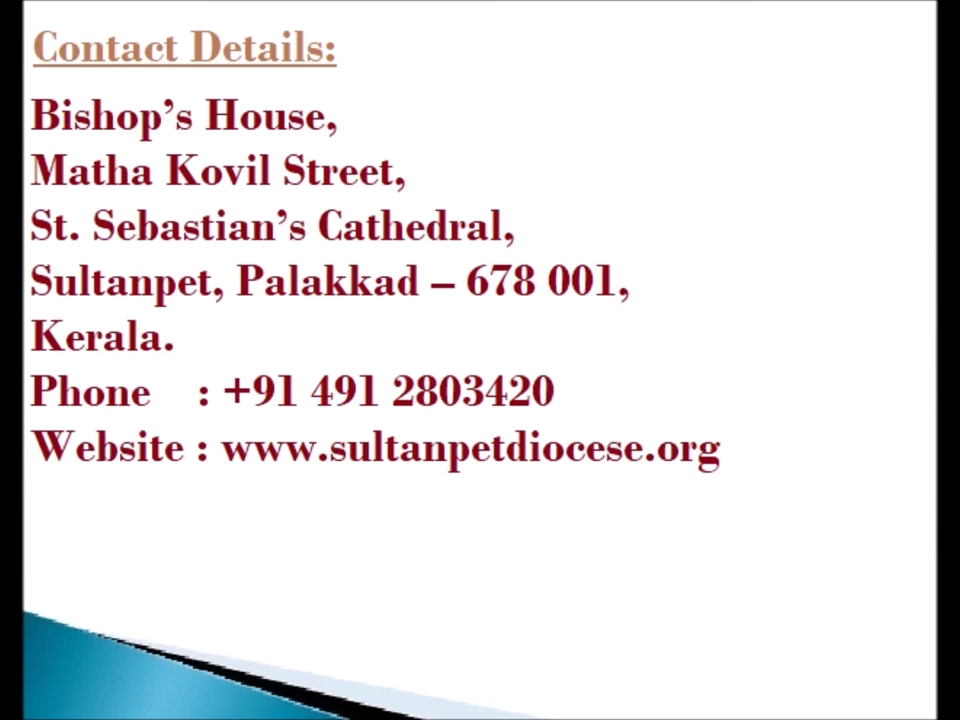 Contact Details:
Bishop’s House,
Matha Kovil Street,
St. Sebastian’s Cathedral,
Sultanpet, Palakkad – 678 001,
Kerala.
Phone : +91 491 2803420
Website : www.sultanpetdiocese.org